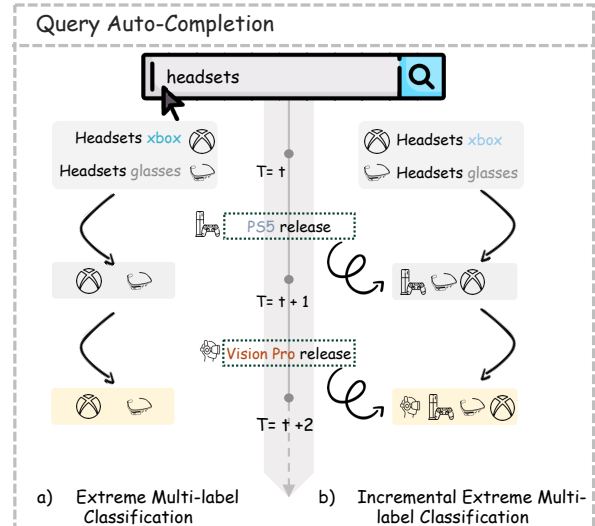 Query Auto-Completion
headsets
Headsets xbox
Headsets glasses
Headsets xbox
Headsets glasses
T= t
PS5 release
T= t + 1
Vision Pro release
T= t +2
a) Extreme Multi-label
Classification
b) Incremental Extreme Multi-
label Classification